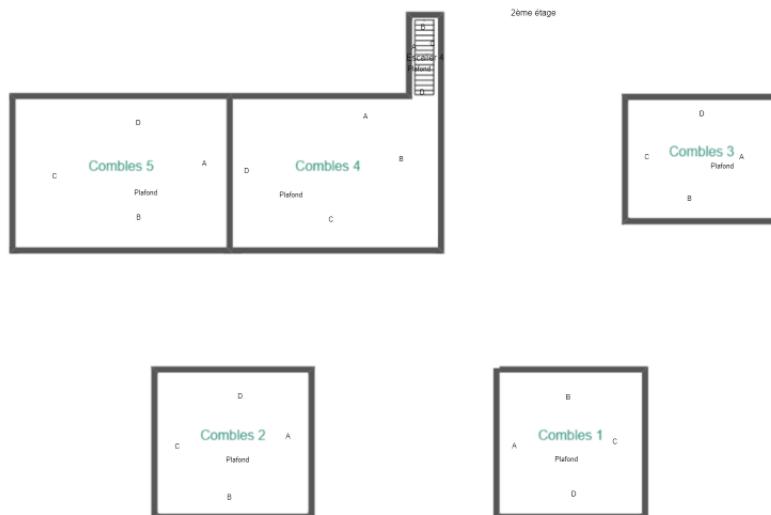 2ème étage
B
A
C
Escalier 4
Plafond
D
D
Combles 5
A
C
Plafond
B
A
Combles 4
B
D
Plafond
C
D
C
Combles 3
A
Plafond
B
D
Combles 2
A
C
Plafond
B
B
Combles 1
A
C
Plafond
D